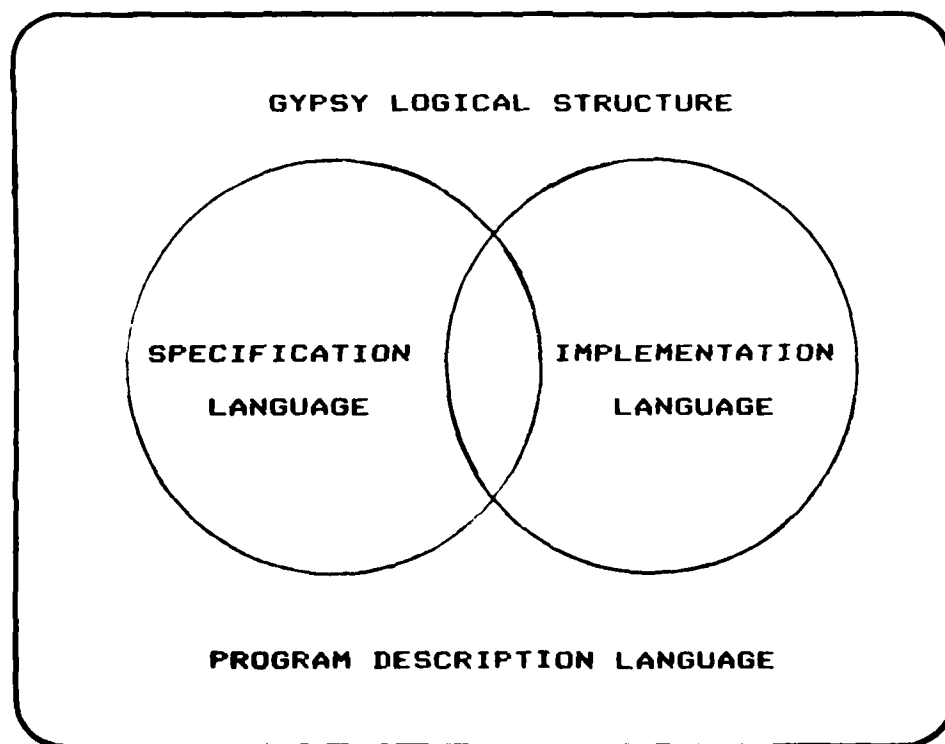 GYPSY LOGICAL STRUCTURE
SPECIFICATION
LANGUAGE
IMPLEMENTATION
LANGUAGE
PROGRAM DESCRIPTION LANGUAGE